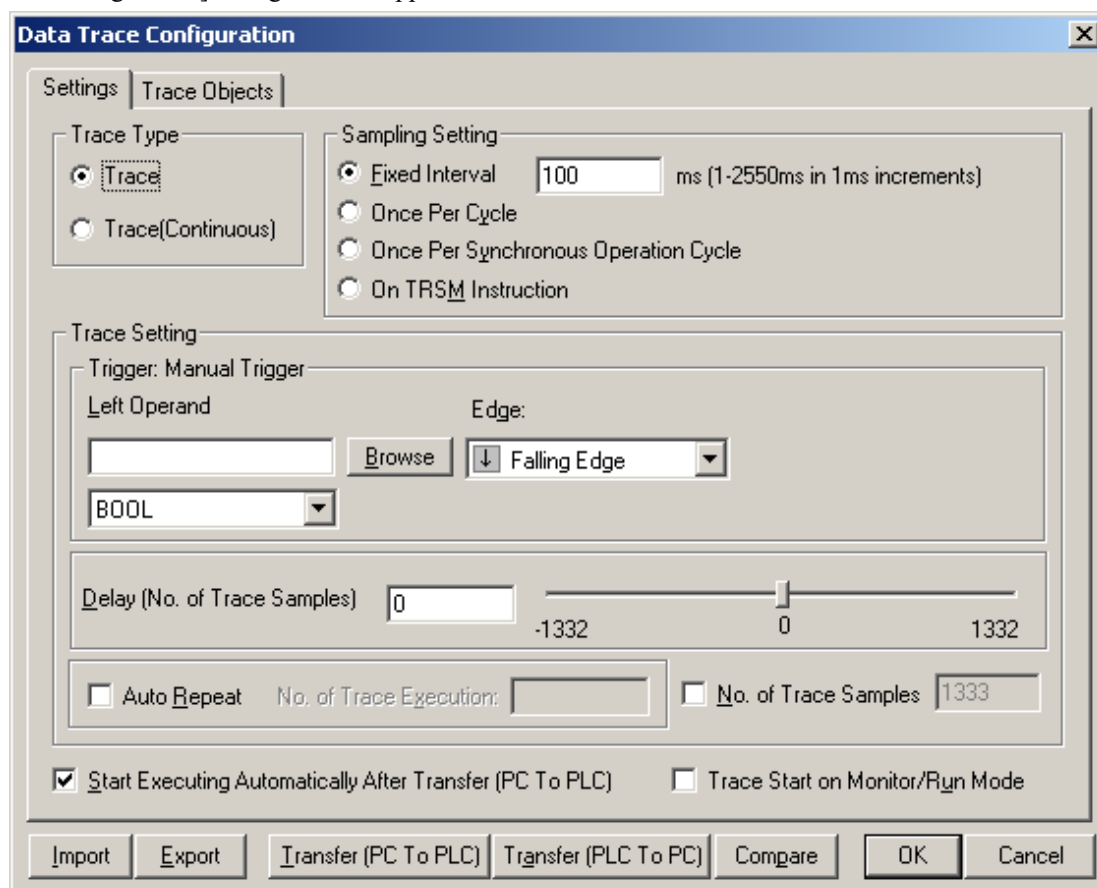 Data Trace Configuration
Settings Trace Objects
Trace Type
Trace
Trace(Continuous)
Sampling Setting
Fixed Interval 100 ms (1-2550ms in 1ms increments)
Once Per Cycle
Once Per Synchronous Operation Cycle
On TRSM Instruction
Trace Setting
Trigger: Manual Trigger
Left Operand Edge:
Browse Falling Edge
BOOL
Delay (No. of Trace Samples) 0
-1332 0 1332
Auto Repeat No. of Trace Execution: No. of Trace Samples 1333
Start Executing Automatically After Transfer (PC To PLC) Trace Start on Monitor/Run Mode
Import Export Transfer (PC To PLC) Transfer (PLC To PC) Compare OK Cancel